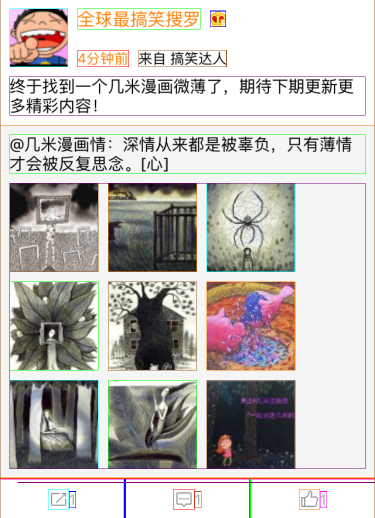 全球最搞笑搜罗
4分钟前 来自 搞笑达人
终于找到一个几米漫画微薄了，期待下期更新更
多精彩内容！
@几米漫画情：深情从来都是被辜负，只有薄情
才会被反复思念。[心]
1 1 1